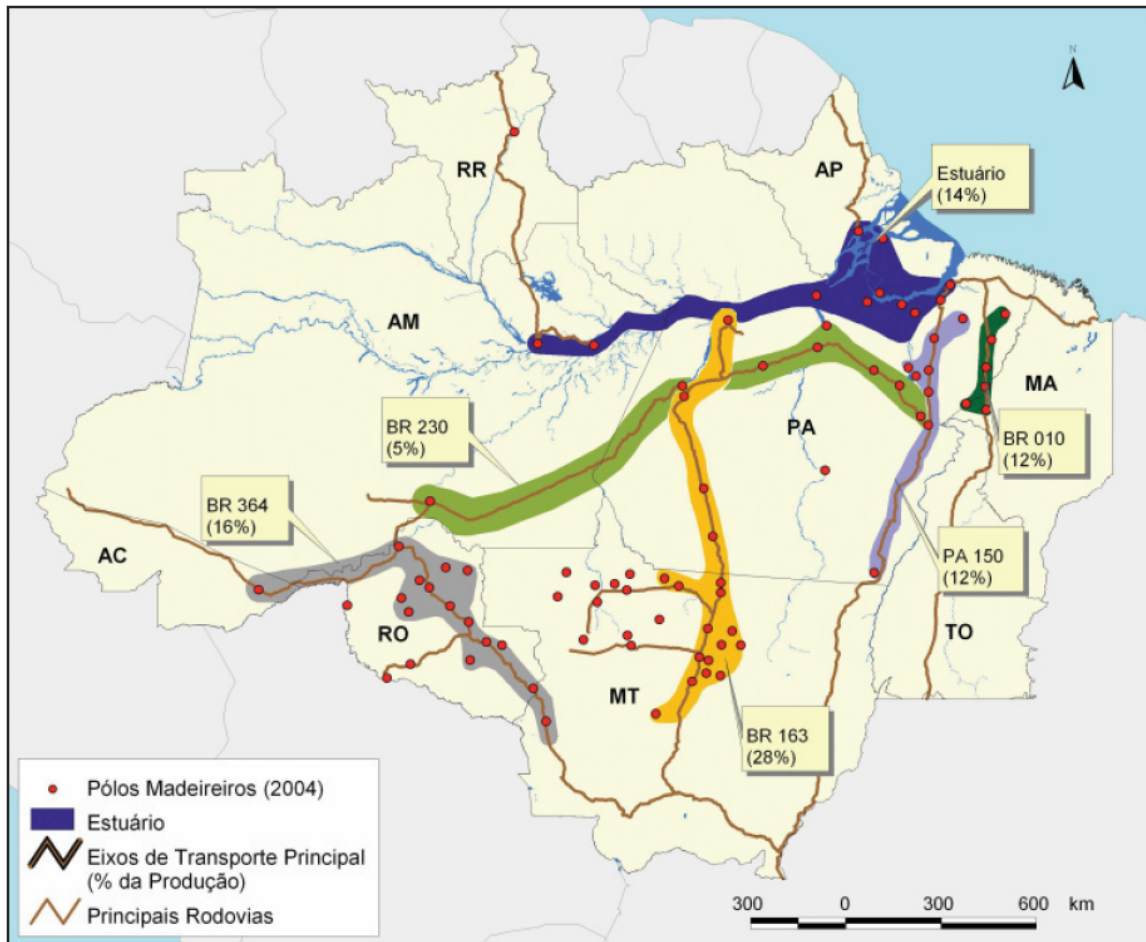 N
RR
AP
Estuário
(14%)
AM
MA
BR 230
(5%)
PA
BR 010
(12%)
BR 364
(16%)
AC
PA 150
(12%)
RO
TO
MT
BR 163
(28%)
Pólos Madeireiros (2004)
Estuário
Eixos de Transporte Principal
(% da Produção)
Principais Rodovias
300 0 300 600 km